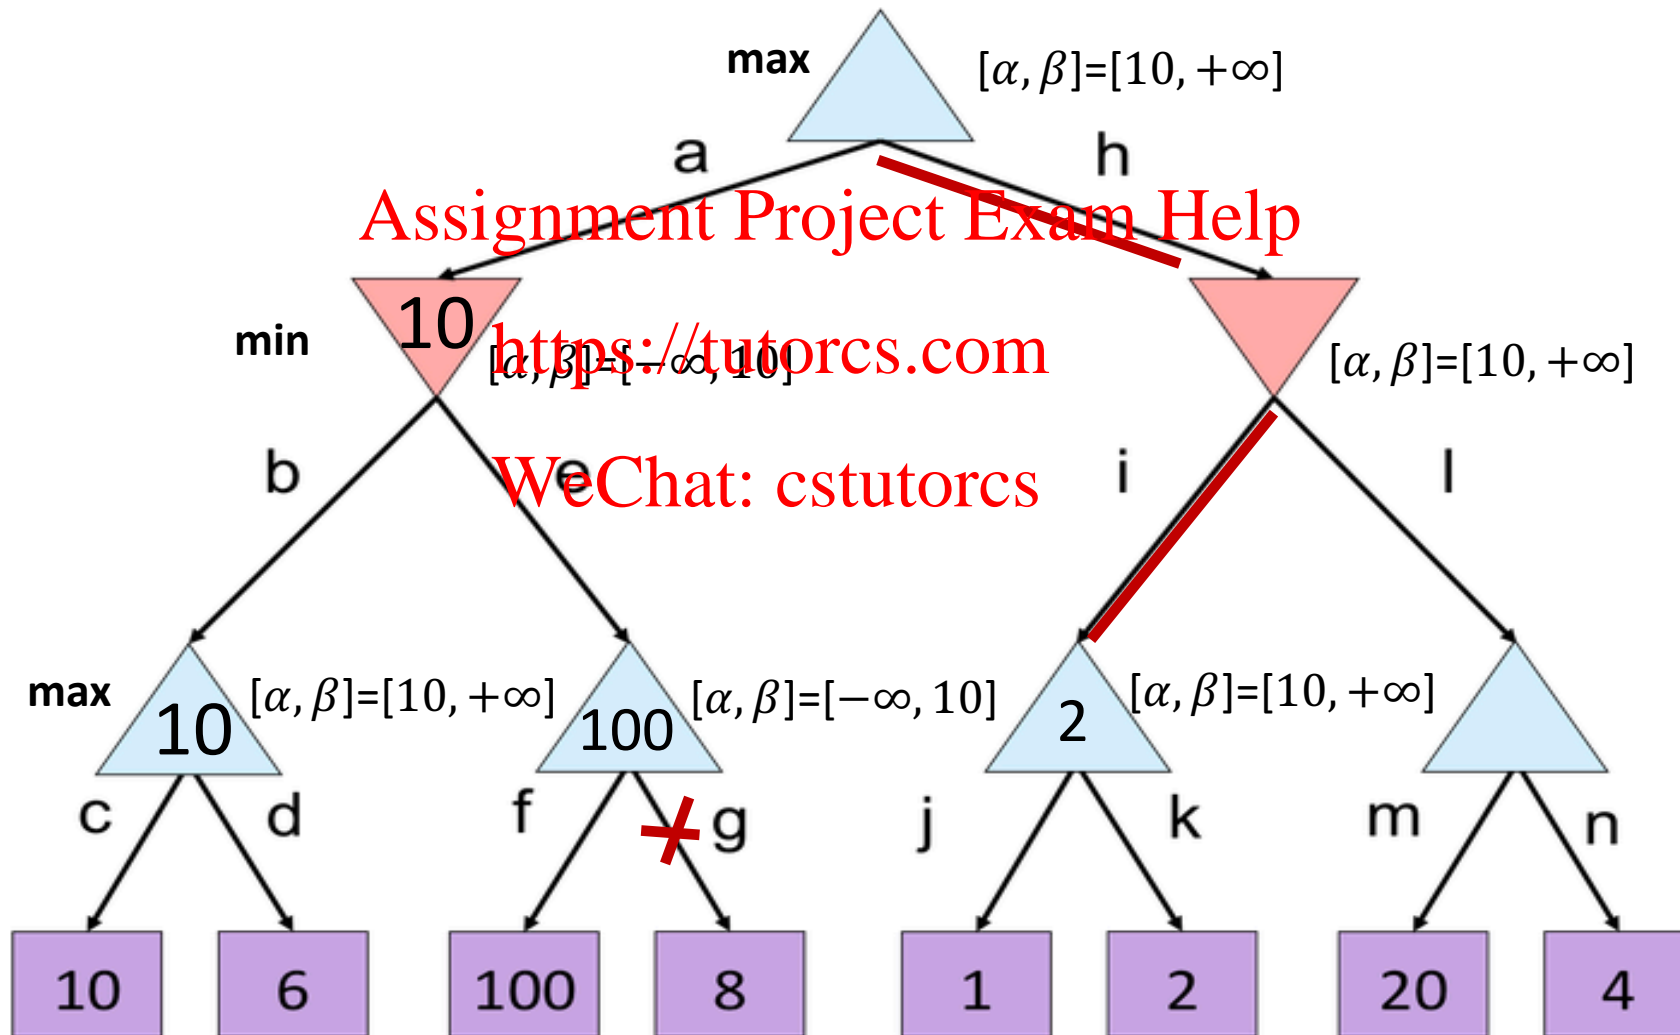 max
[α, β]=[10, +∞]
a
h
Assignment Project Exam Help
10
min
https://tutorcs.com
[α, β]=[−∞, 10]
[α, β]=[10, +∞]
b
e
WeChat: cstutorcs
i
l
max
10
[α, β]=[10, +∞]
100
[α, β]=[−∞, 10]
2
[α, β]=[10, +∞]
c
d
f
g
j
k
m
n
10
6
100
8
1
2
20
4